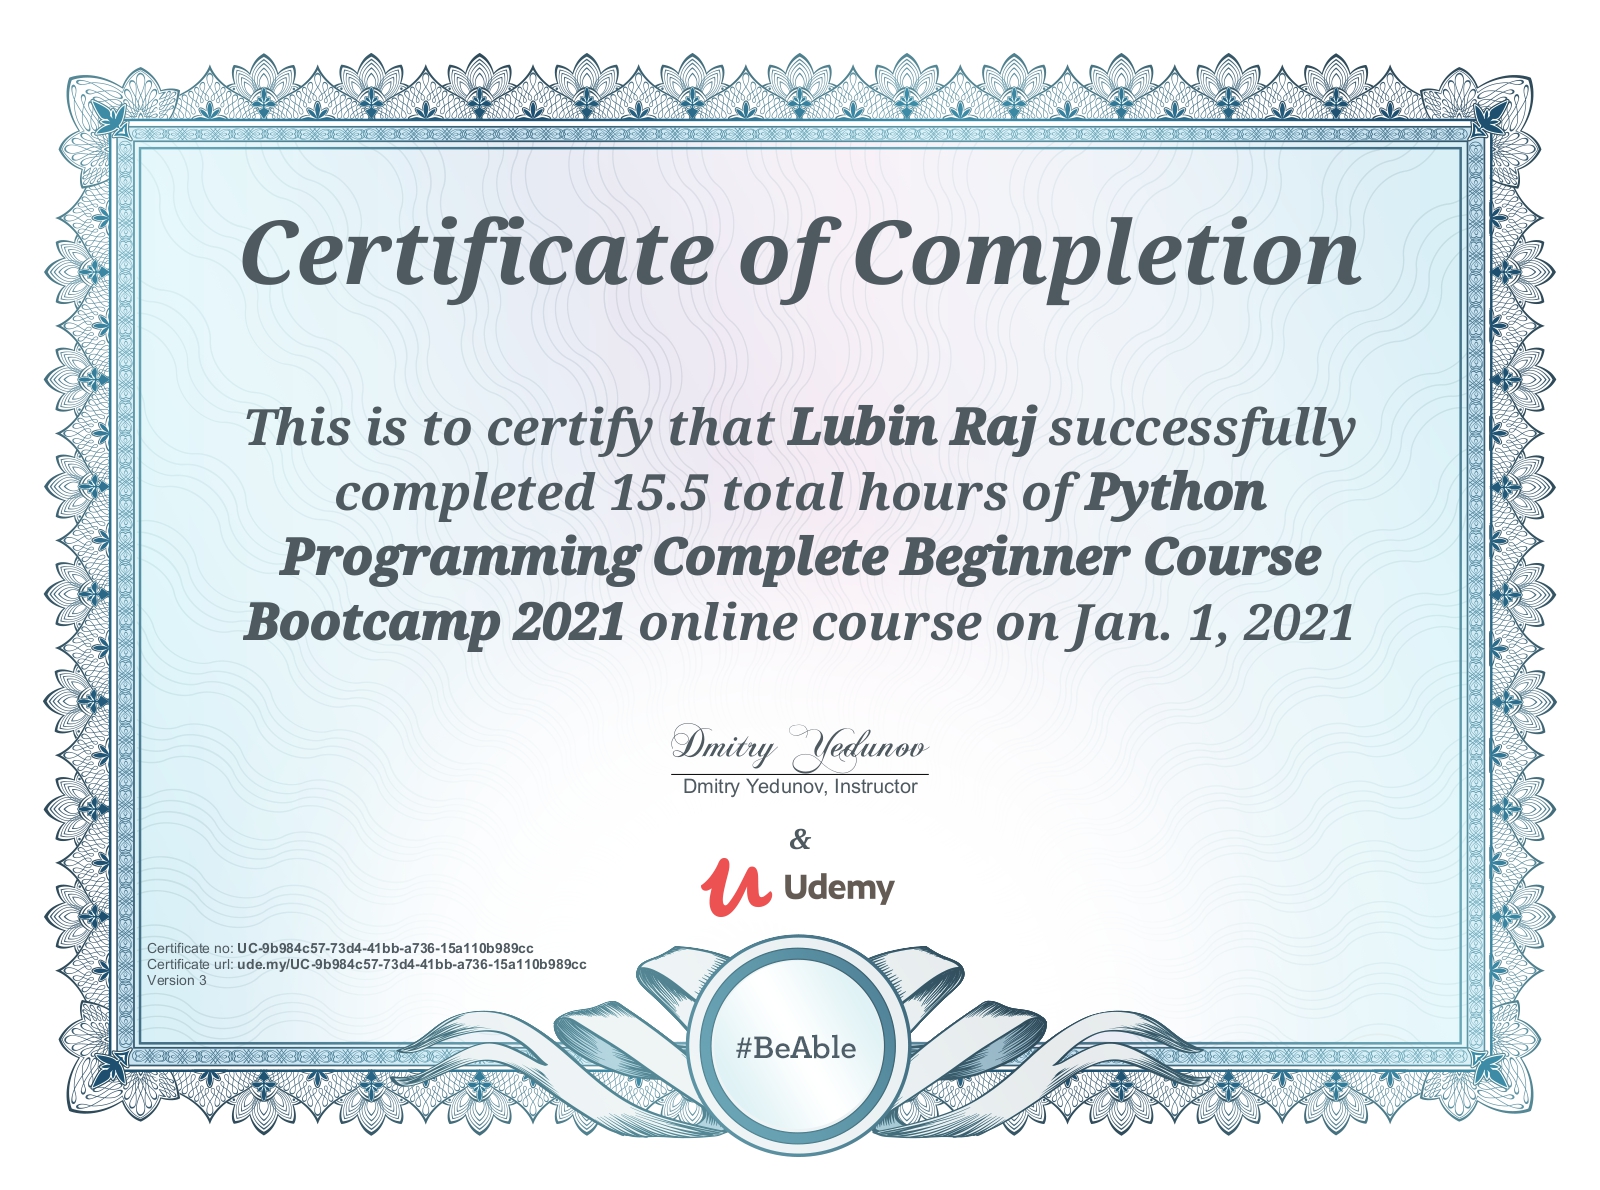 Certificate of Completion
This is to certify that Lubin Raj successfully
completed 15.5 total hours of Python
Programming Complete Beginner Course
Bootcamp 2021 online course on Jan. 1, 2021
Dmitry Yedunov
Dmitry Yedunov, Instructor
&
Udemy
Certificate no: UC-9b984c57-73d4-41bb-a736-15a110b989cc
Certificate url: ude.my/UC-9b984c57-73d4-41bb-a736-15a110b989cc
Version 3
#BeAble